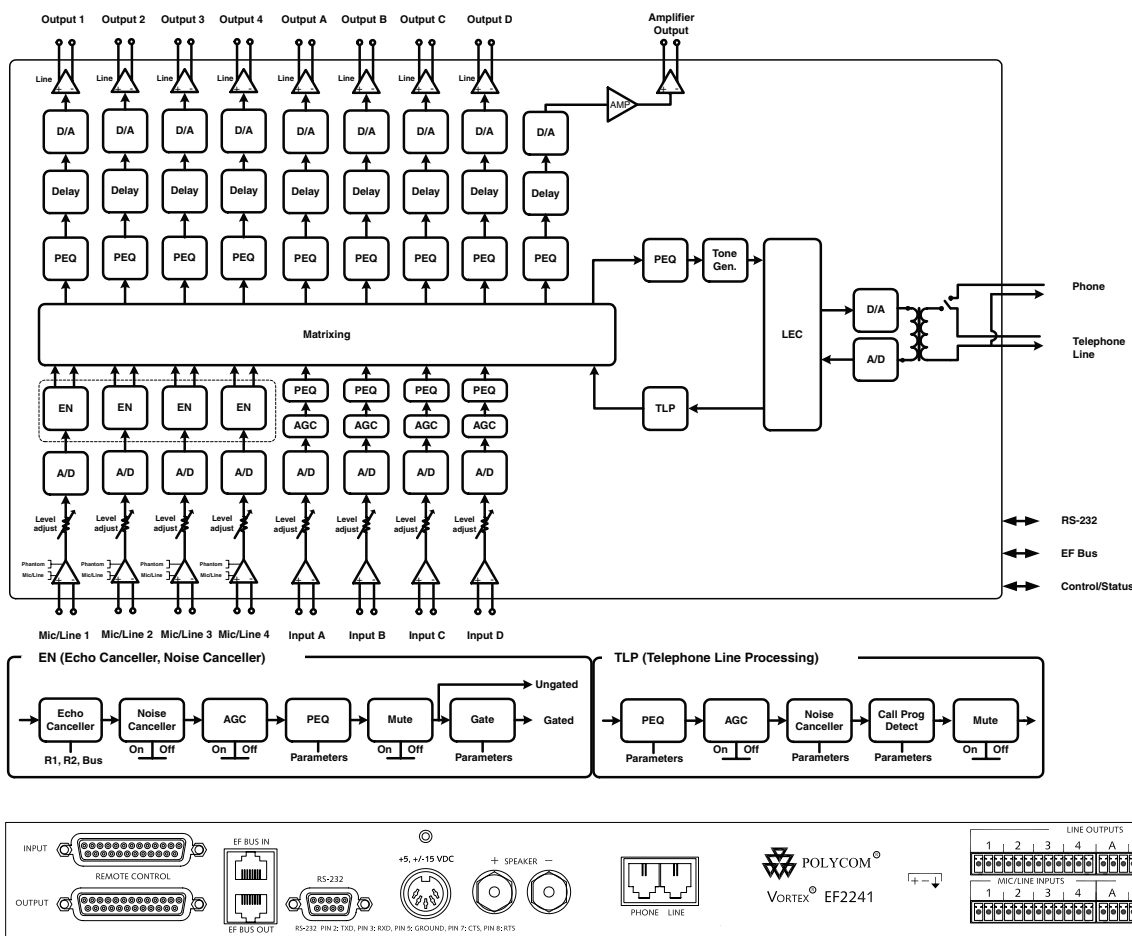 Output 1 Output 2 Output 3 Output 4 Output A Output B Output C Output D Amplifier
Output
Line Line Line Line Line Line Line Line
AMP
D/A D/A D/A D/A D/A D/A D/A D/A D/A
Delay Delay Delay Delay Delay Delay Delay Delay Delay
PEQ PEQ PEQ PEQ PEQ PEQ PEQ PEQ PEQ PEQ Tone
Gen.
Phone
D/A
Matrixing LEC
Telephone
Line
A/D
PEQ PEQ PEQ PEQ
EN EN EN EN TLP
AGC AGC AGC AGC
A/D A/D A/D A/D A/D A/D A/D A/D
Level Level Level Level Level Level Level Level
adjust adjust adjust adjust adjust adjust adjust adjust
RS-232
EF Bus
Phantom Phantom Phantom Phantom
Mic/Line Mic/Line Mic/Line Mic/Line
Control/Status
Mic/Line 1 Mic/Line 2 Mic/Line 3 Mic/Line 4 Input A Input B Input C Input D
EN (Echo Canceller, Noise Canceller)
Ungated
Echo
Canceller
Noise
Canceller
AGC PEQ Mute Gate Gated
R1, R2, Bus On Off On Off Parameters On Off Parameters
TLP (Telephone Line Processing)
PEQ AGC Noise
Canceller
Call Prog
Detect
Mute
Parameters On Off Parameters Parameters On Off
INPUT
REMOTE CONTROL
OUTPUT
EF BUS IN
EF BUS OUT
RS-232
+5, +/-15 VDC
+ SPEAKER −
RS-232 PIN 2: TXD, PIN 3: RXD, PIN 5: GROUND, PIN 7: CTS, PIN 8: RTS
PHONE LINE
POLYCOM®
VORTEX® EF2241
+ −
LINE OUTPUTS
1 2 3 4 A
MIC/LINE INPUTS
1 2 3 4 A